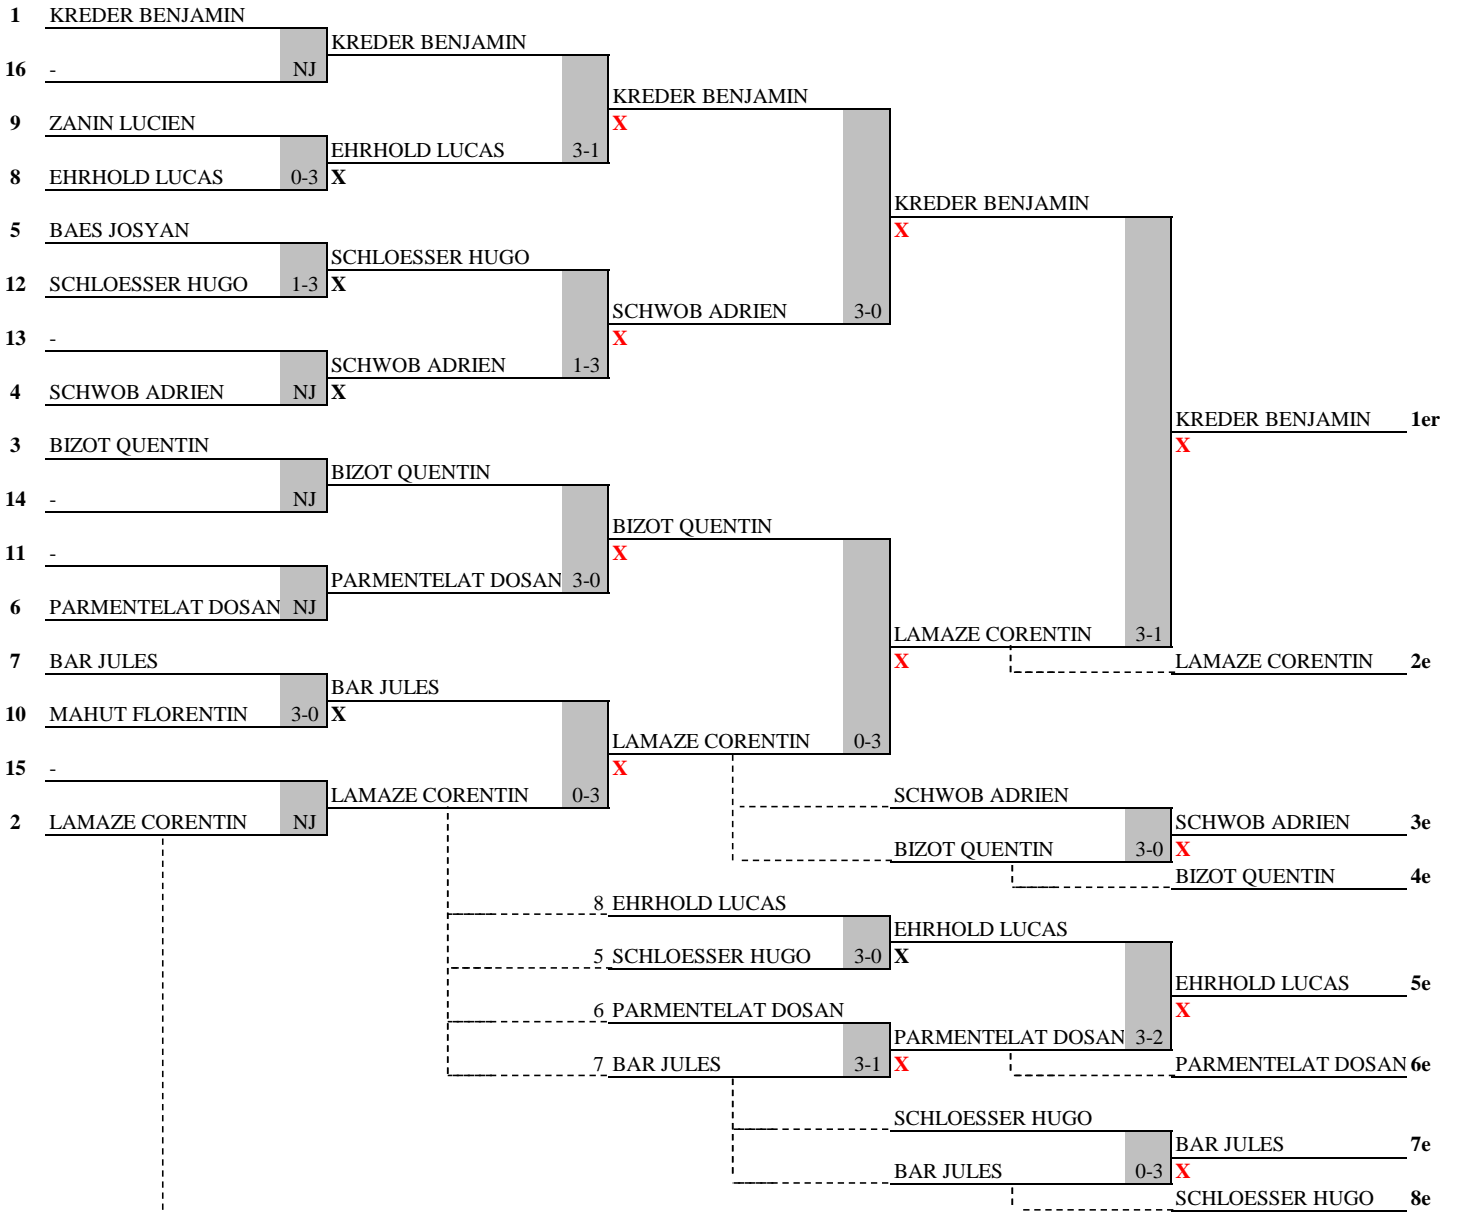 1 KREDER BENJAMIN
KREDER BENJAMIN
16 - NJ
KREDER BENJAMIN
X
9 ZANIN LUCIEN
EHRHOLD LUCAS 3-1
8 EHRHOLD LUCAS 0-3 X
KREDER BENJAMIN
X
5 BAES JOSYAN
SCHLOESSER HUGO
12 SCHLOESSER HUGO 1-3 X
SCHWOB ADRIEN 3-0
X
13 -
SCHWOB ADRIEN 1-3
4 SCHWOB ADRIEN NJ X
KREDER BENJAMIN 1er
X
3 BIZOT QUENTIN
BIZOT QUENTIN
14 - NJ
BIZOT QUENTIN
X
11 -
PARMENTELAT DOSAN 3-0
6 PARMENTELAT DOSAN NJ
LAMAZE CORENTIN 3-1
X
7 BAR JULES
LAMAZE CORENTIN 2e
BAR JULES
10 MAHUT FLORENTIN 3-0 X
LAMAZE CORENTIN 0-3
X
15 -
LAMAZE CORENTIN 0-3
2 LAMAZE CORENTIN NJ
SCHWOB ADRIEN
SCHWOB ADRIEN 3e
BIZOT QUENTIN 3-0 X
BIZOT QUENTIN 4e
8 EHRHOLD LUCAS
EHRHOLD LUCAS
5 SCHLOESSER HUGO 3-0 X
EHRHOLD LUCAS 5e
X
6 PARMENTELAT DOSAN
PARMENTELAT DOSAN 3-2
7 BAR JULES 3-1 X
PARMENTELAT DOSAN 6e
SCHLOESSER HUGO
BAR JULES 7e
BAR JULES 0-3 X
SCHLOESSER HUGO 8e